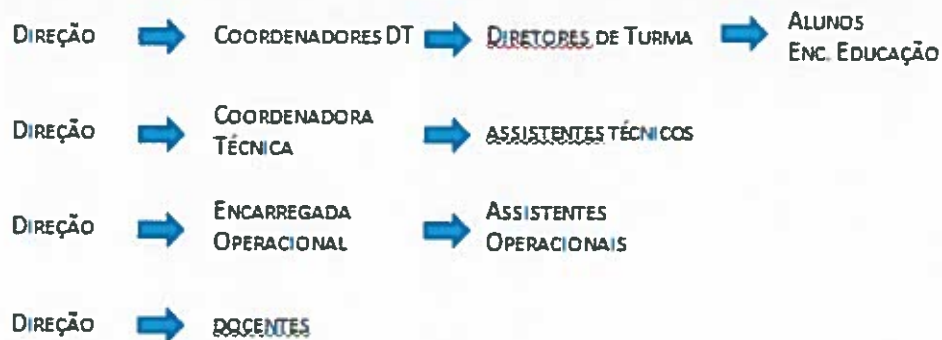 DIREÇÃO COORDENADORES DT DIRETORES DE TURMA ALUNOS
ENC. EDUCAÇÃO
DIREÇÃO COORDENADORA
TÉCNICA ASSISTENTES TÉCNICOS
DIREÇÃO ENCARREGADA
OPERACIONAL ASSISTENTES
OPERACIONAIS
DIREÇÃO DOCENTES